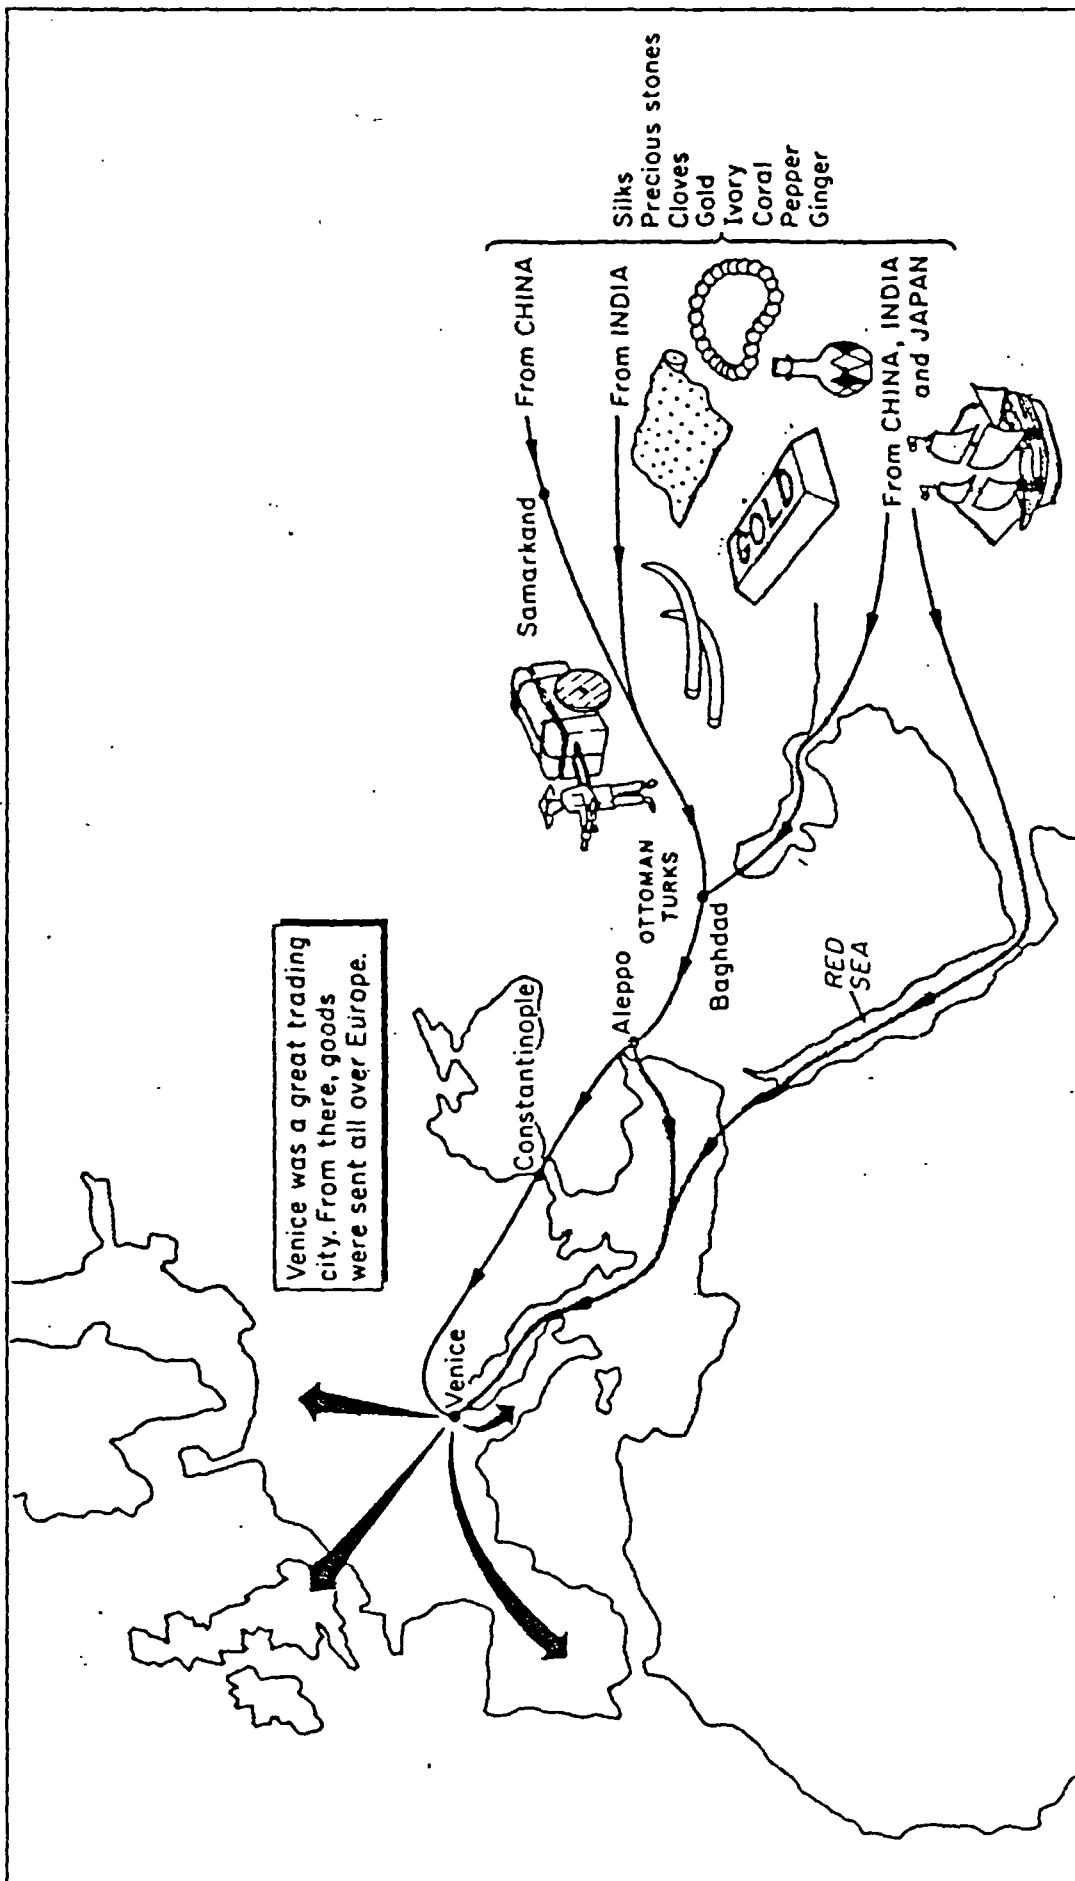 Venice was a great trading
city. From there, goods
were sent all over Europe.
Venice
Constantinople
Aleppo
OTTOMAN
TURKS
Baghdad
RED
SEA
Samarkand
From CHINA
From INDIA
GOLD
From CHINA, INDIA
and JAPAN
Silks
Precious stones
Cloves
Gold
Ivory
Coral
Pepper
Ginger